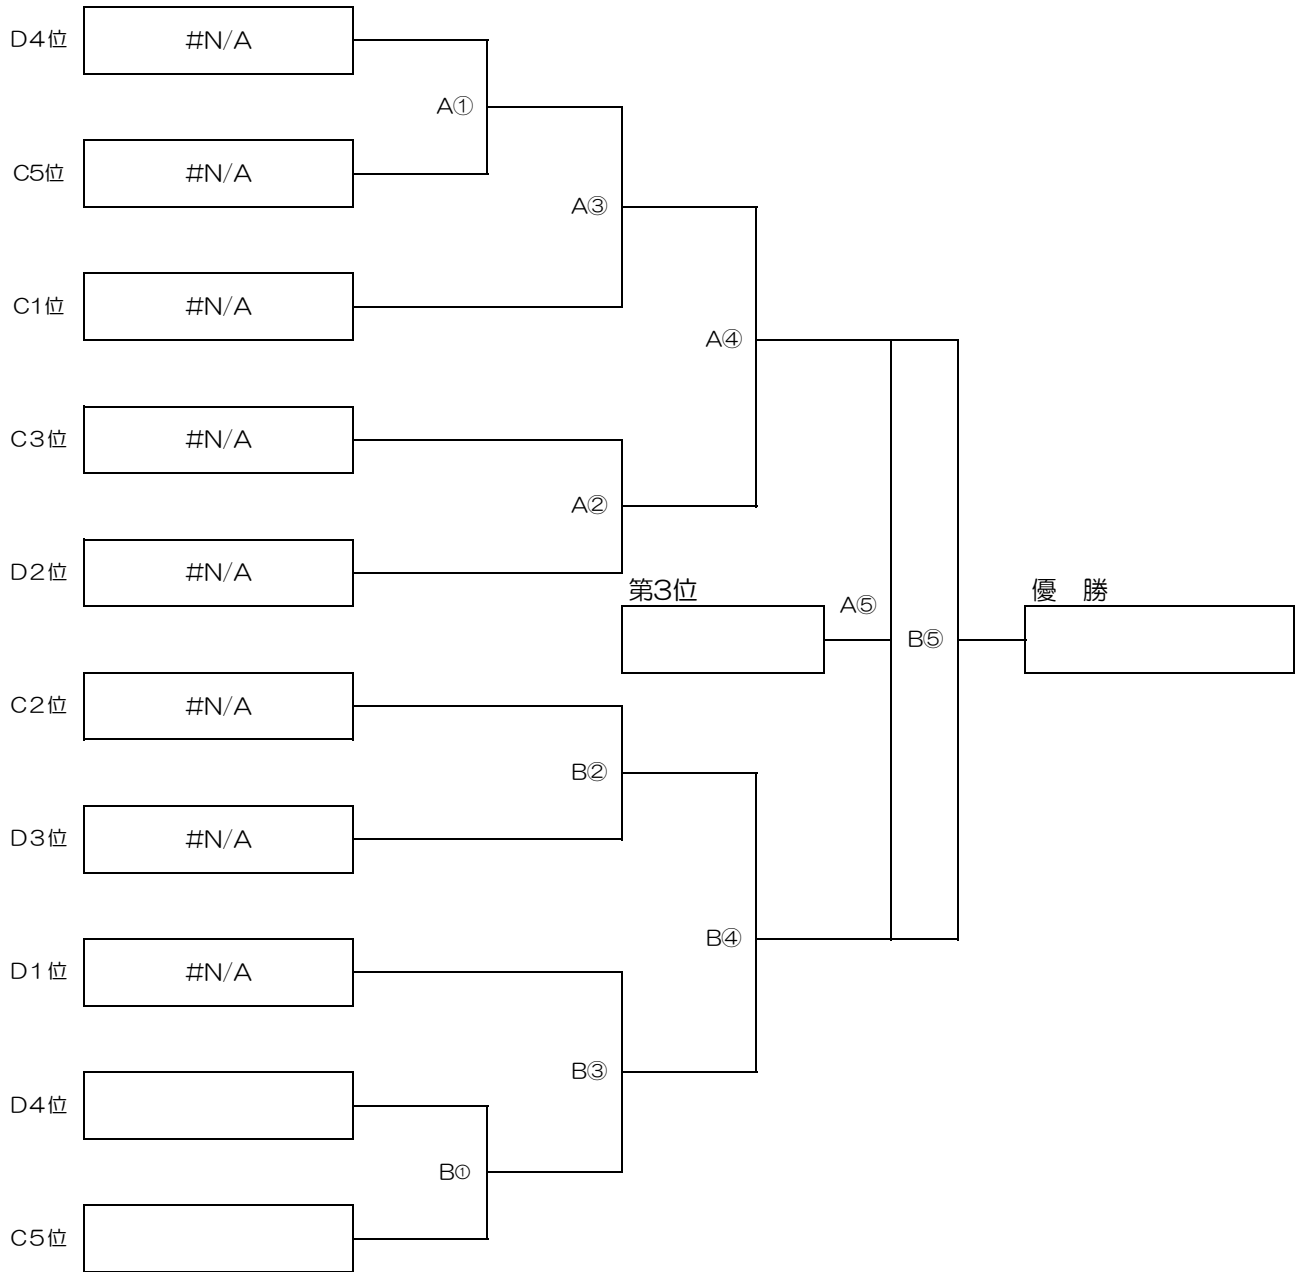 D4位 #N/A
A①
C5位 #N/A
A③
C1位 #N/A
A④
C3位 #N/A
A②
D2位 #N/A
第3位
A⑤
優 勝
B⑤
C2位 #N/A
B②
D3位 #N/A
B④
D1位 #N/A
B③
D4位
B①
C5位